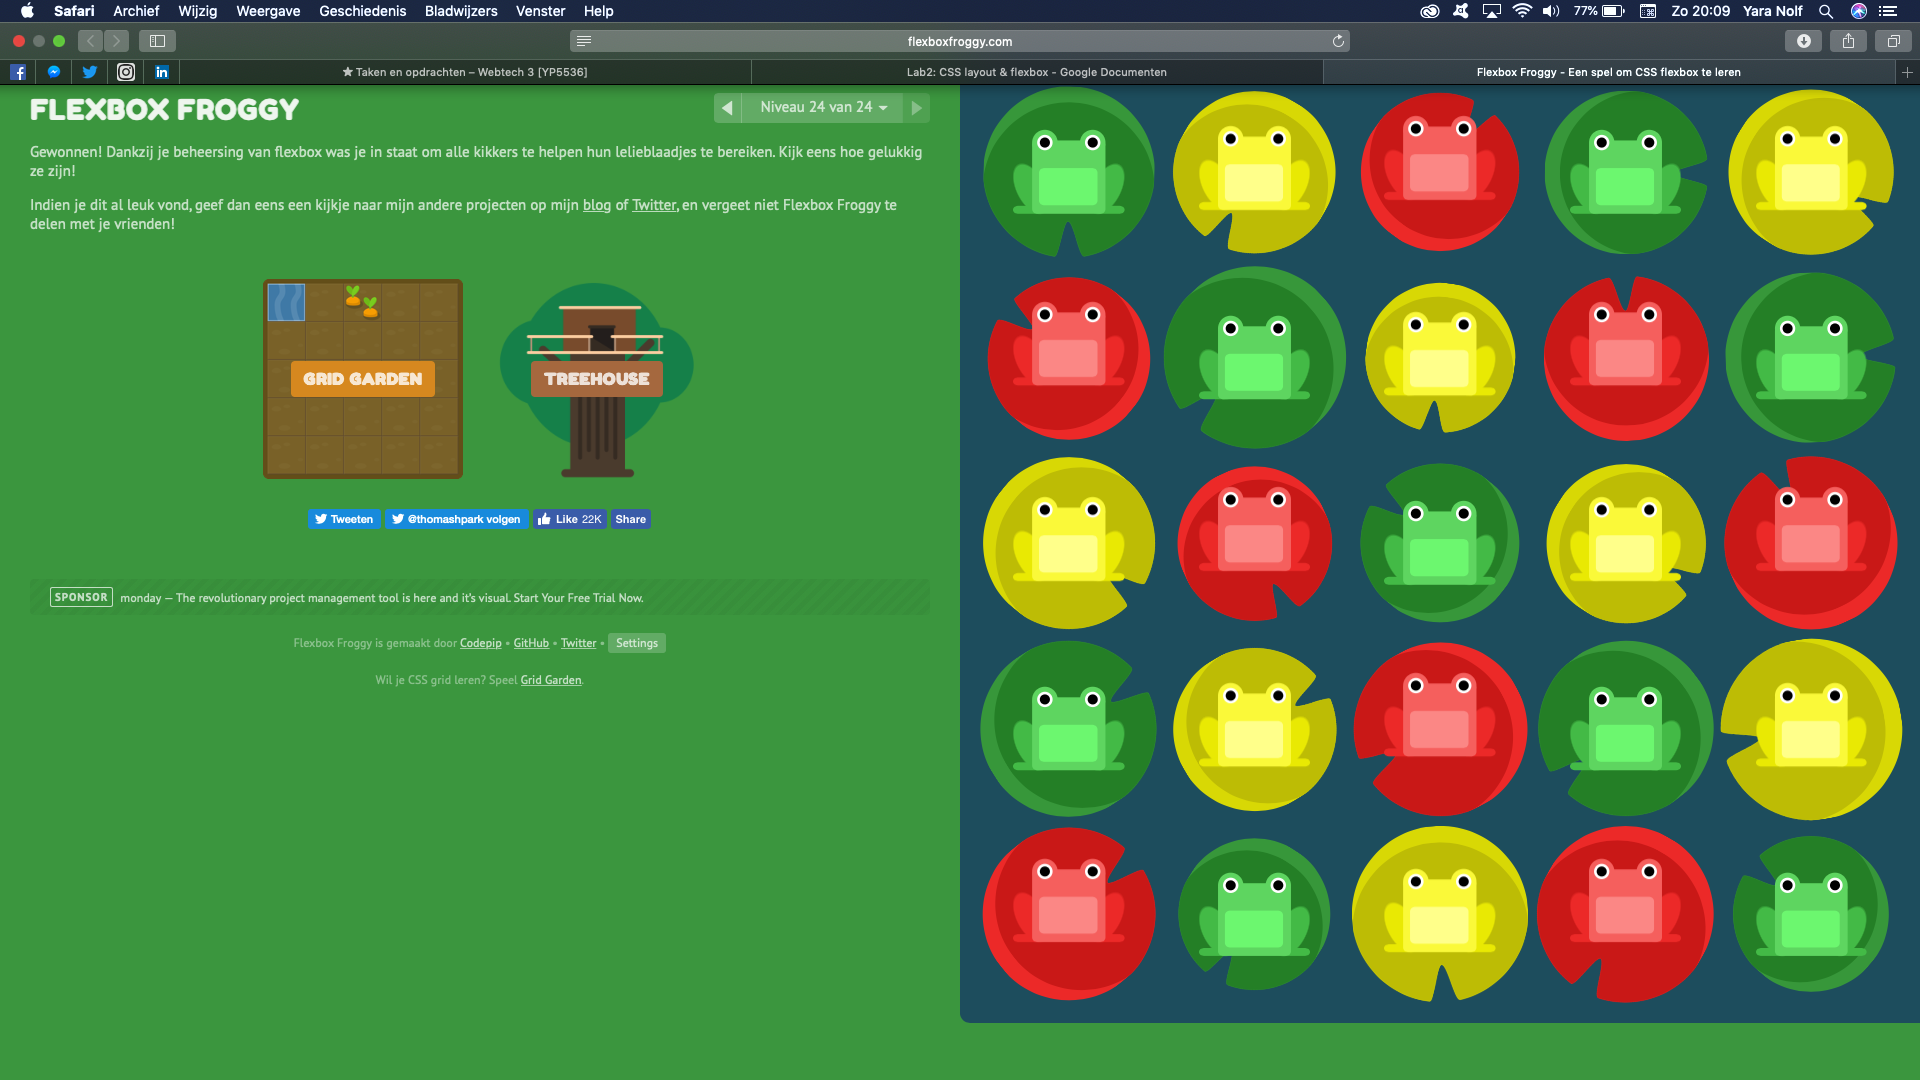 Safari Archief Wijzig Weergave Geschiedenis Bladwijzers Venster Help 77% Zo 20:09 Yara Nolf
flexboxfroggy.com
Taken en opdrachten – Webtech 3 [YP5536] Lab2: CSS layout & flexbox - Google Documenten Flexbox Froggy - Een spel om CSS flexbox te leren
FLEXBOX FROGGY
Niveau 24 van 24
Gewonnen! Dankzij je beheersing van flexbox was je in staat om alle kikkers te helpen hun lelieblaadjes te bereiken. Kijk eens hoe gelukkig
ze zijn!
Indien je dit al leuk vond, geef dan eens een kijkje naar mijn andere projecten op mijn blog of Twitter, en vergeet niet Flexbox Froggy te
delen met je vrienden!
GRID GARDEN TREEHOUSE
Tweeten @thomashpark volgen Like 22K Share
SPONSOR monday — The revolutionary project management tool is here and it's visual. Start Your Free Trial Now.
Flexbox Froggy is gemaakt door Codepip • GitHub • Twitter • Settings
Wil je CSS grid leren? Speel Grid Garden.